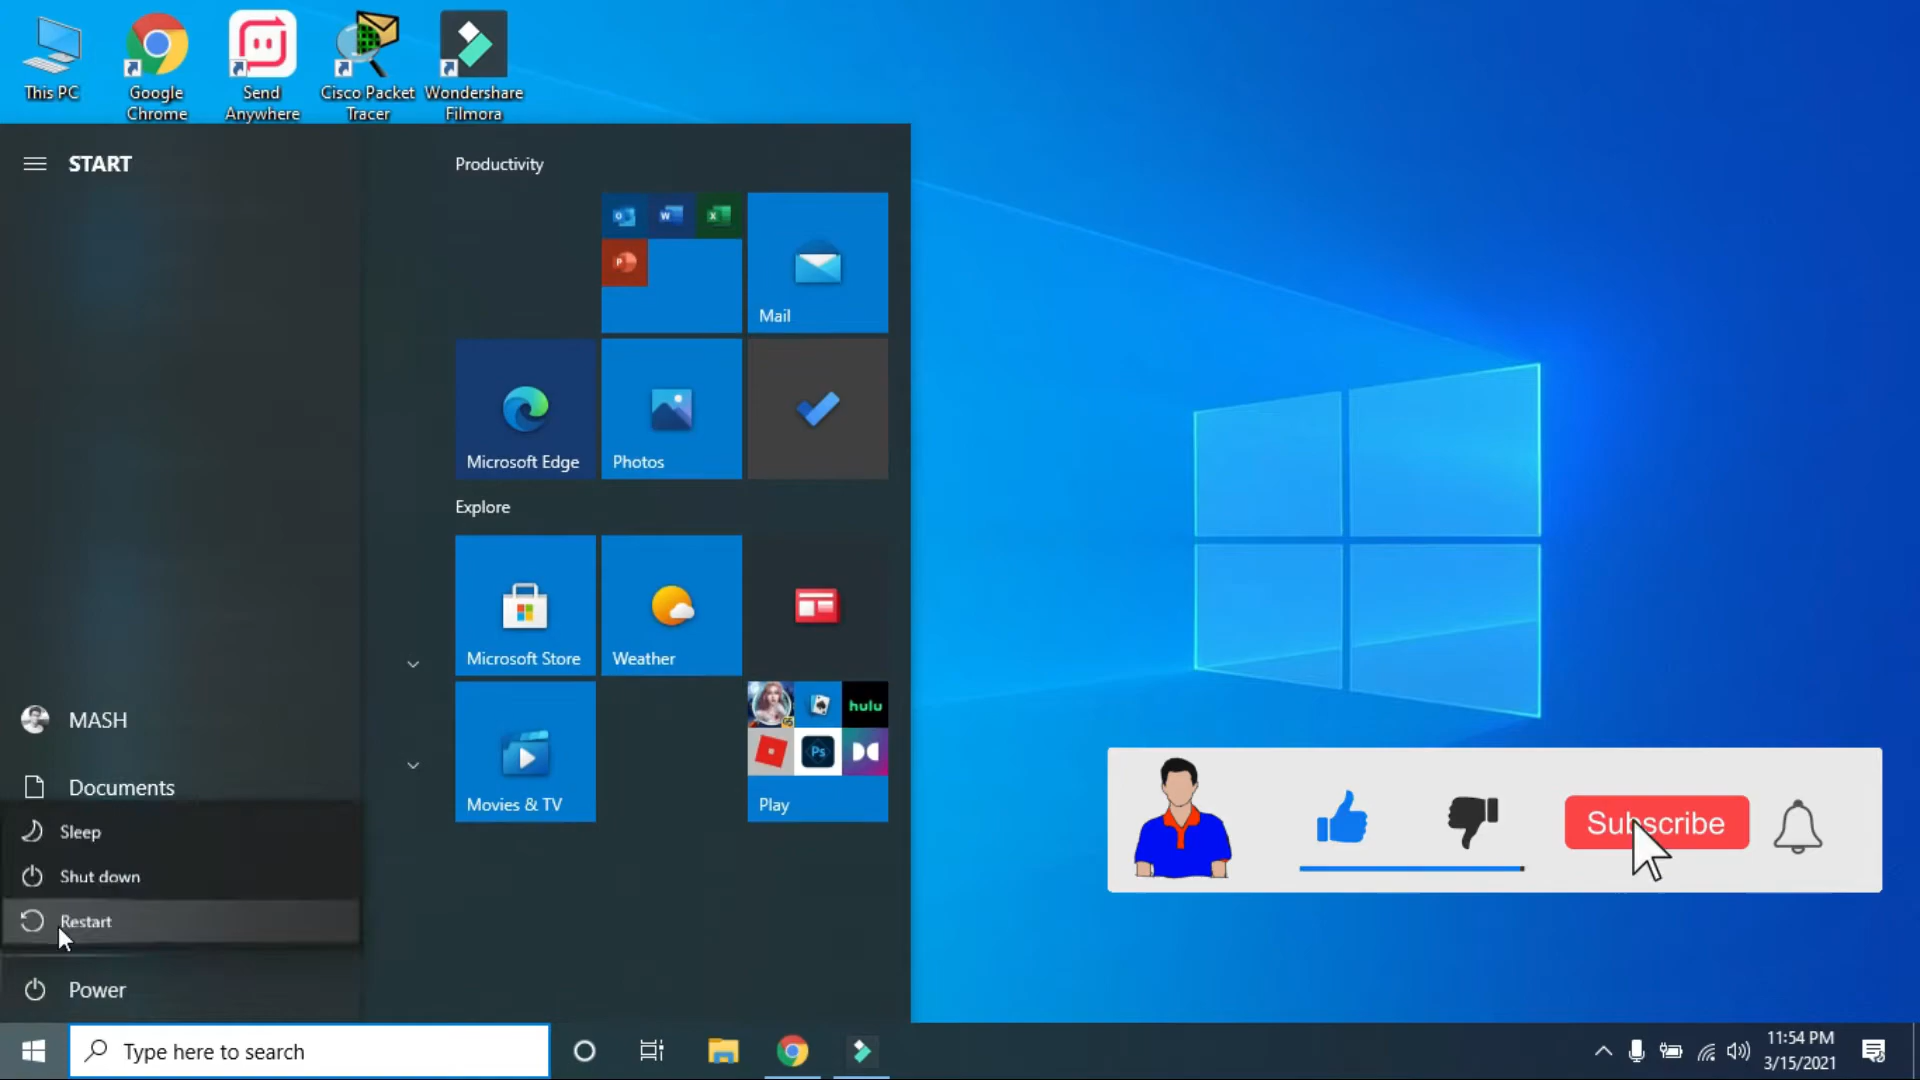 This PC
Google
Chrome
Send
Anywhere
Cisco Packet
Tracer
Wondershare
Filmora
START
Productivity
Mail
Microsoft Edge
Photos
Explore
Microsoft Store
Weather
hulu
Ps
Movies & TV
Play
MASH
Documents
Sleep
Shut down
Restart
Power
Subscribe
Type here to search
11:54 PM
3/15/2021